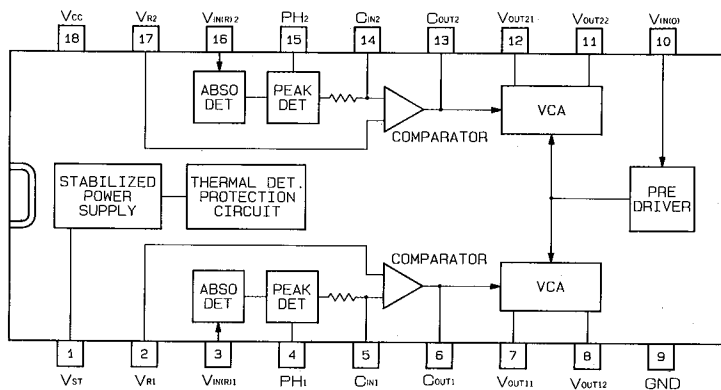 VCC VR2 VIN(R)2 PH2 CIN2 COUT2 VOUT21 VOUT22 VIN(O)
18 17 16 15 14 13 12 11 10
ABSO DET
PEAK DET
COMPARATOR
VCA
STABILIZED POWER SUPPLY
THERMAL DET. PROTECTION CIRCUIT
PRE DRIVER
COMPARATOR
ABSO DET
PEAK DET
VCA
1 2 3 4 5 6 7 8 9
VST VR1 VIN(R)1 PH1 CIN1 COUT1 VOUT11 VOUT12 GND